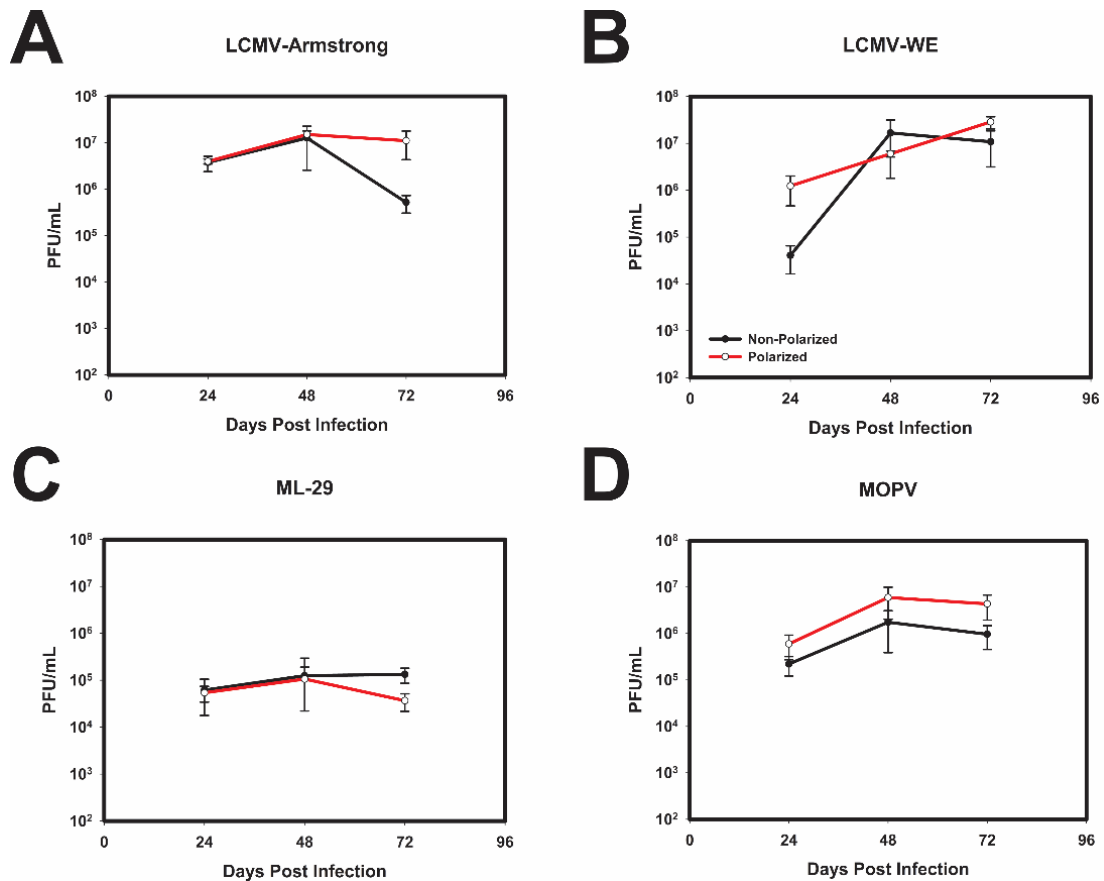 A
LCMV-Armstrong
10⁸
10⁷
10⁶
10⁵
10⁴
10³
10²
PFU/mL
0 24 48 72 96
Days Post Infection
B
LCMV-WE
10⁸
10⁷
10⁶
10⁵
10⁴
10³
10²
PFU/mL
Non-Polarized
Polarized
0 24 48 72 96
Days Post Infection
C
ML-29
10⁸
10⁷
10⁶
10⁵
10⁴
10³
10²
PFU/mL
0 24 48 72 96
Days Post Infection
D
MOPV
10⁸
10⁷
10⁶
10⁵
10⁴
10³
10²
PFU/mL
0 24 48 72 96
Days Post Infection